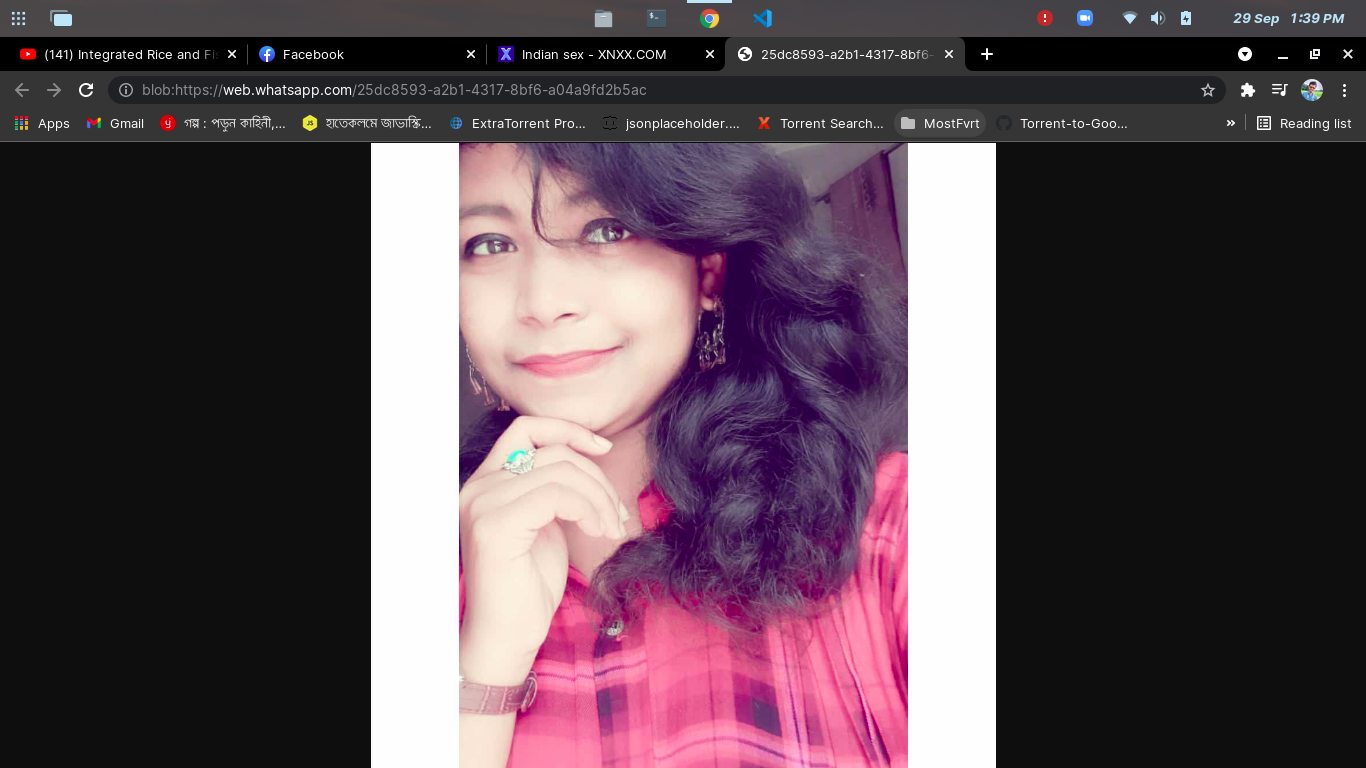 29 Sep 1:39 PM
(141) Integrated Rice and Fis
Facebook
Indian sex - XNXX.COM
25dc8593-a2b1-4317-8bf6-
blob:https://web.whatsapp.com/25dc8593-a2b1-4317-8bf6-a04a9fd2b5ac
Apps
Gmail
গল্প : পড়ুন কাহিনী,...
হাতেকলমে জাভাস্ক্রি...
ExtraTorrent Pro...
jsonplaceholder....
Torrent Search...
MostFvrt
Torrent-to-Goo...
»
Reading list